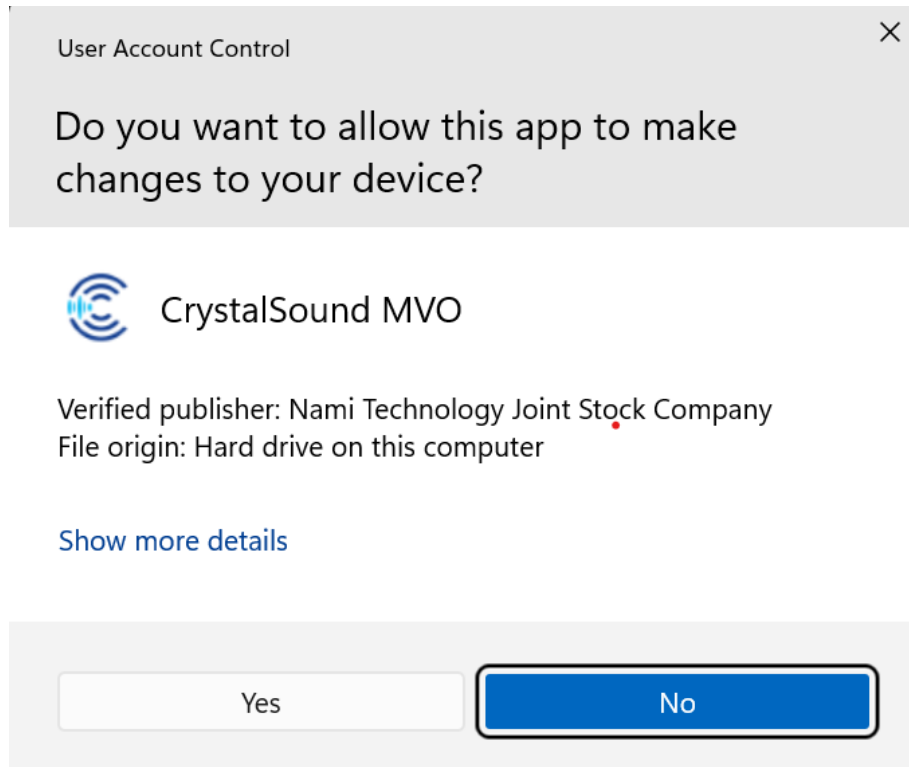 User Account Control
Do you want to allow this app to make
changes to your device?
CrystalSound MVO
Verified publisher: Nami Technology Joint Stock Company
File origin: Hard drive on this computer
Show more details
Yes
No